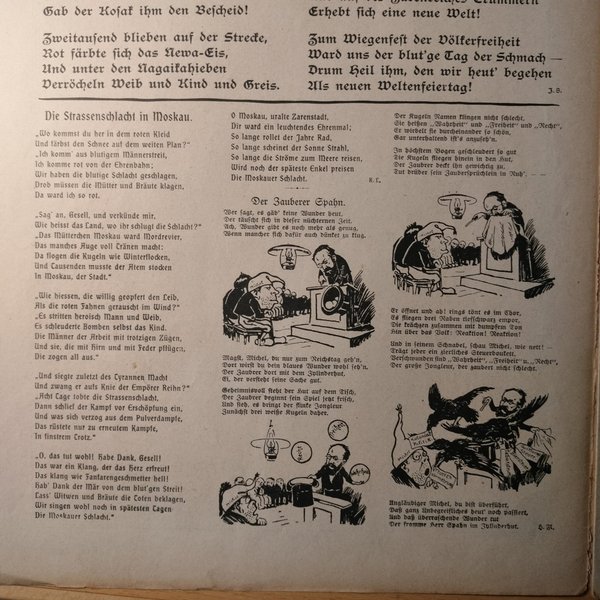 Gab der Kosak ihm den Bescheid!
Zweitausend blieben auf der Strecke,
Rot färbte sich das Newa-Eis,
Und unter den Nagaikahieben
Verröcheln Weib und Kind und Greis.
Erhebt sich eine neue Welt!
Zum Wiegenfest der Völkerfreiheit
Ward uns der blut'ge Tag der Schmach —
Drum Heil ihm, den wir heut' begehen
Als neuen Weltenfeiertag!
J. S.
Die Strassenschlacht in Moskau.
„Wo kommst du her in dem roten Kleid
Und färbst den Schnee auf dem weiten Plan?"
„Ich komm' aus blutigem Männerstreit,
Ich komme rot von der Ehrenbahn;
Wir haben die blutige Schlacht geschlagen,
Drob müssen die Mütter und Bräute klagen,
Da ward ich so rot.
„Sag' an, Gesell, und verkünde mir,
Wie heisst das Land, wo ihr schlugt die Schlacht?"
„Das Mütterchen Moskau ward Mordrevier,
Das manches Auge voll Tränen macht:
Da flogen die Kugeln wie Winterflocken,
Und Tausenden musste der Atem stocken
In Moskau, der Stadt."
„Wie hiessen, die willig geopfert den Leib,
Als die roten Fahnen gerauscht im Wind?"
„Es stritten heroisch Mann und Weib,
Es schleuderte Bomben selbst das Kind.
Die Männer der Arbeit mit trotzigen Zügen,
Und sie, die mit Hirn und mit Feder pflügen,
Die zogen all aus."
„Und siegte zuletzt des Tyrannen Macht
Und zwang er aufs Knie der Empörer Reihn?"
„Acht Tage tobte die Strassenschlacht,
Dann schlief der Kampf vor Erschöpfung ein,
Und was sich verzog aus dem Pulverdampfe,
Das rüstete nur zu erneutem Kampfe,
In finstrem Trotz."
„O, das tut wohl! Habe Dank, Gesell!
Das war ein Klang, der das Herz erfreut!
Das klang wie Fanfarengeschmetter hell!
Hab' Dank der Mär von dem blut'gen Streit!
Lass' Witwen und Bräute die Toten beklagen,
Wir singen wohl noch in spätesten Tagen
Die Moskauer Schlacht."
O Moskau, uralte Zarenstadt,
Dir ward ein leuchtendes Ehrenmal;
So lange rollet der Jahre Rad,
So lange scheinet der Sonne Strahl,
So lange die Ströme zum Meere reisen,
Wird noch der späteste Enkel preisen
Die Moskauer Schlacht.
Der Zauberer Spahn.
Wer sagt, es gäb' keine Wunder heut,
Der täuscht sich in dieser nüchternen Zeit.
Ach, Wunder gibt es noch mehr als genug,
Wenn mancher sich dafür auch dünket zu klug.
Magst, Michel, du nur zum Reichstag geh'n,
Dort wirst du dein blaues Wunder wohl seh'n.
Der Zaubrer dort mit dem Zylinderhut,
Ei, der versteht seine Sache gut.
Geheimnisvoll steht der Hut auf dem Tisch,
Der Zaubrer beginnt sein Spiel jetzt frisch,
Und sieh, es bringt der flinke Jongleur
Zunächst drei weiße Kugeln daher.
Der Kugeln Namen klingen nicht schlecht,
Sie heißen „Wahrheit" und „Freiheit" und „Recht",
Er wirbelt sie durcheinander so schön,
Gar unterhaltend ist's anzuseh'n.
In höchstem Bogen geschleudert so gut
Die Kugeln fliegen hinein in den Hut,
Der Zaubrer deckt ihn gewichtig zu,
Tut drüber sein Zaubersprüchlein in Ruh'. — — —
Er öffnet und ah! rings tönt es im Chor,
Es fliegen drei Raben tiefschwarz empor,
Die krächzen zusammen mit dumpfem Ton
Hin über das Volk: Reaktion! Reaktion!
Und in seinem Schnabel, schau Michel, wie nett! —
Trägt jeder ein zierliches Steuerbukett.
Verschwunden sind „Wahrheit", „Freiheit" u. „Recht",
Der große Jongleur, der zaubert nicht schlecht.
Ungläubiger Michel, du bist überführt,
Daß ganz Unbegreifliches heut' noch passiert,
Und daß überraschende Wunder tut
Der fromme Herr Spahn im Zylinderhut.